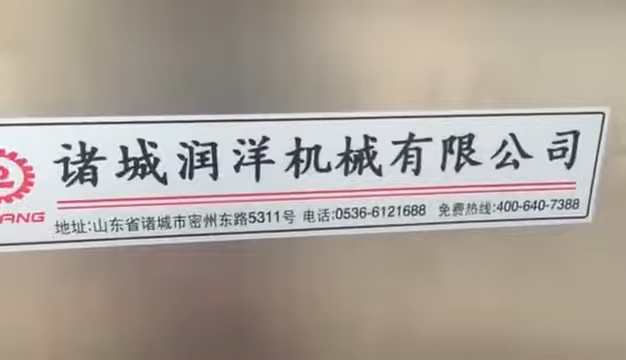 诸城润洋机械有限公司
地址:山东省诸城市密州东路5311号 电话:0536-6121688 免费热线:400-640-7388